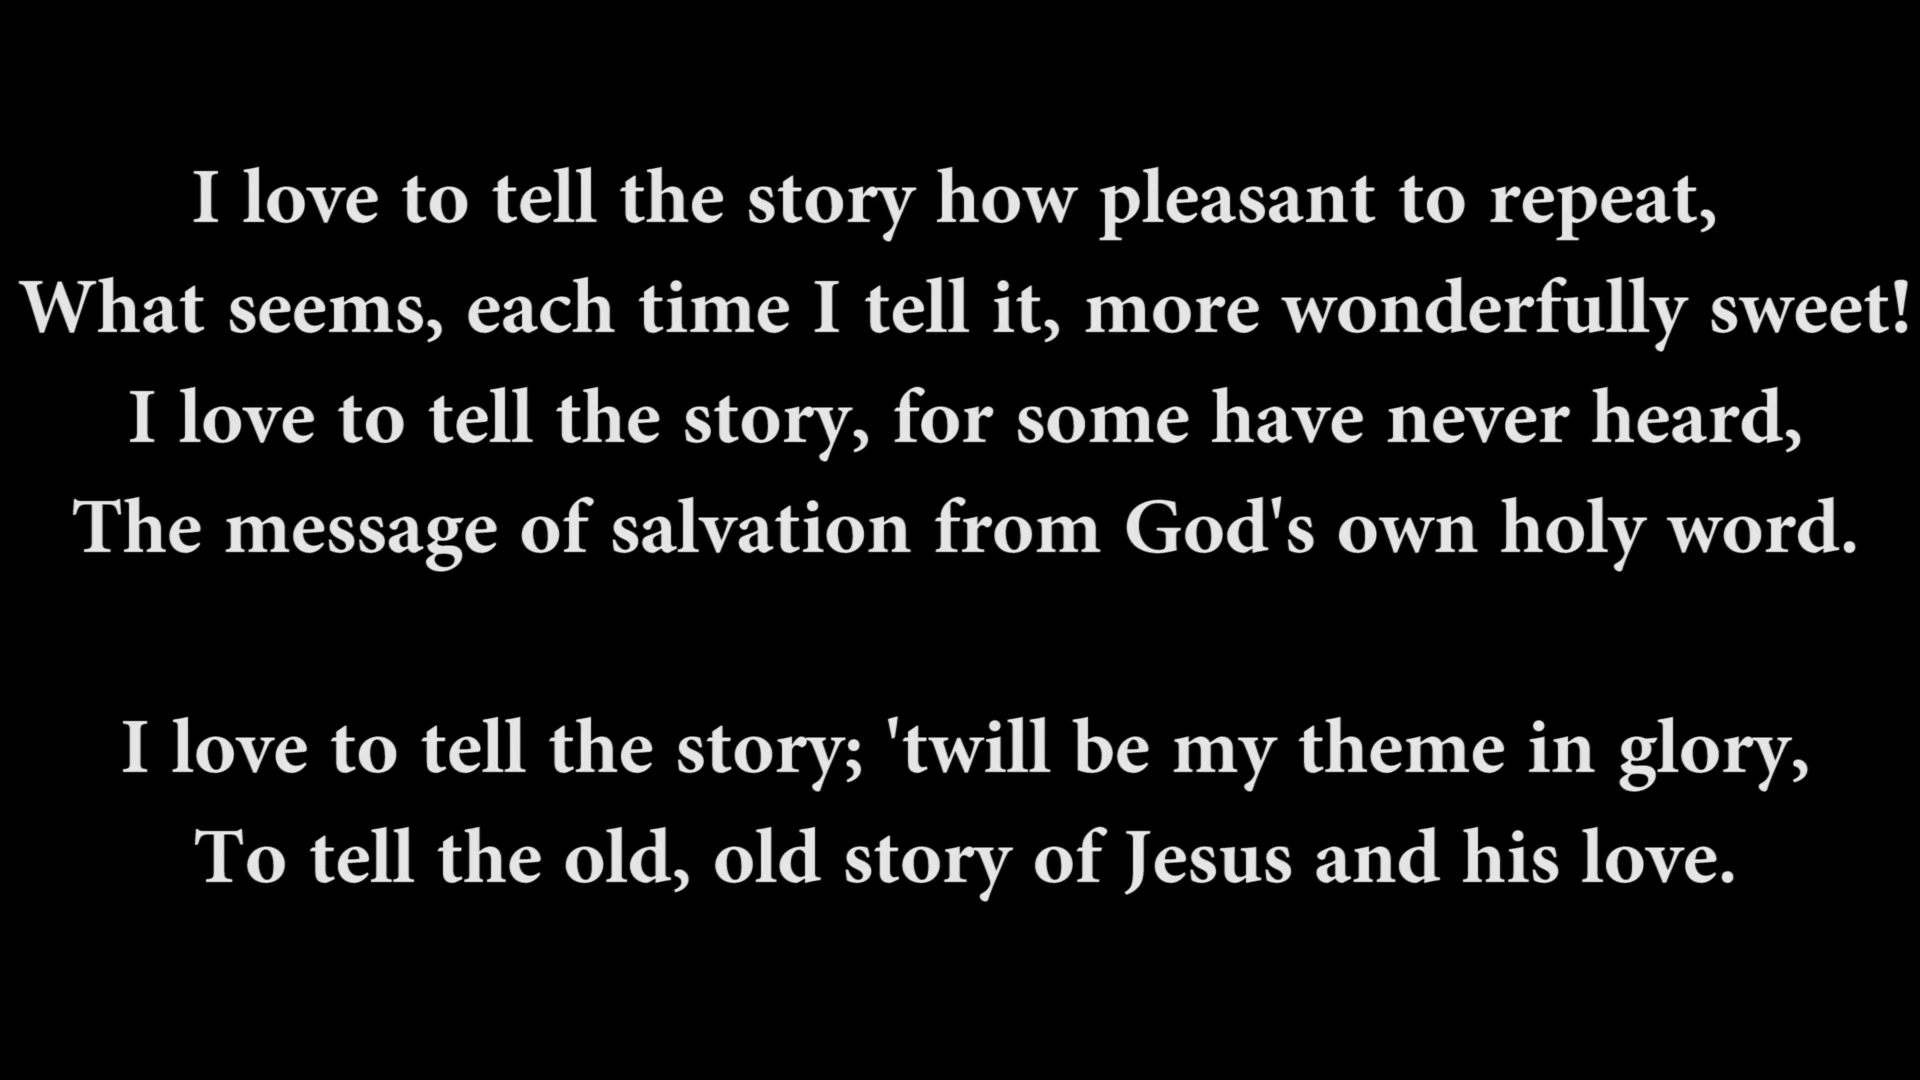 I love to tell the story how pleasant to repeat,
What seems, each time I tell it, more wonderfully sweet!
I love to tell the story, for some have never heard,
The message of salvation from God's own holy word.
I love to tell the story; 'twill be my theme in glory,
To tell the old, old story of Jesus and his love.